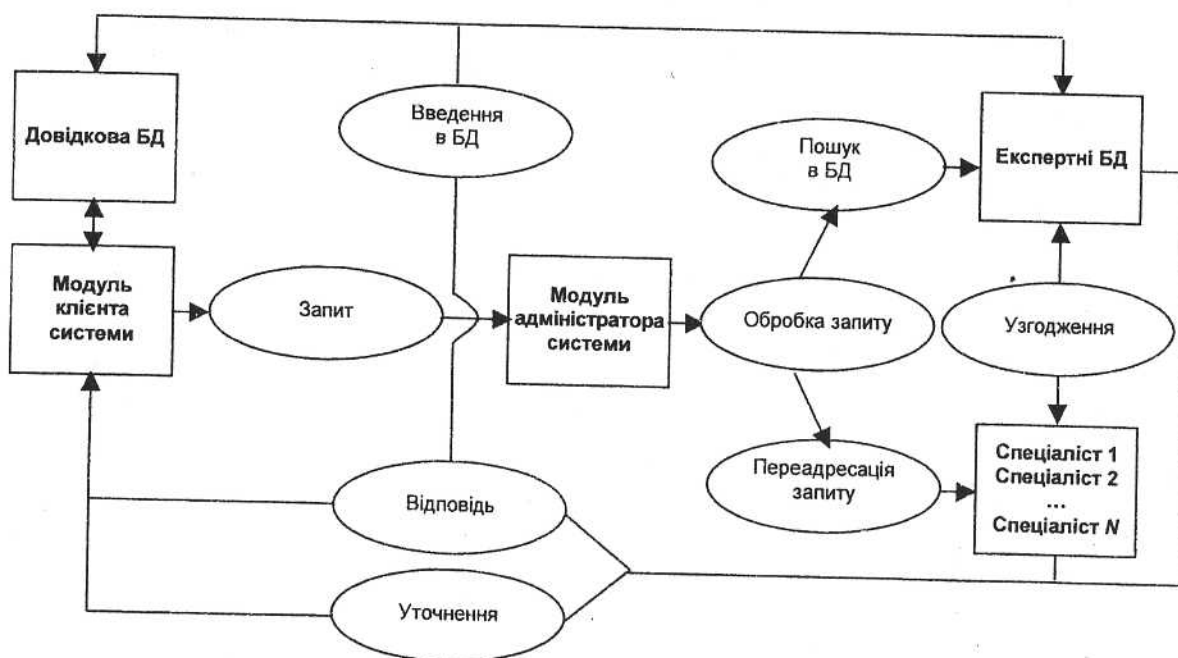 Довідкова БД
Введення
в БД
Пошук
в БД
Експертні БД
Модуль
клієнта
системи
Запит
Модуль
адміністратора
системи
Обробка запиту
Узгодження
Переадресація
запиту
Спеціаліст 1
Спеціаліст 2
...
Спеціаліст N
Відповідь
Уточнення